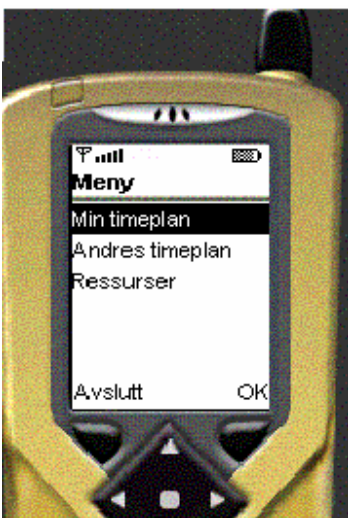 Meny
Min timeplan
Andres timeplan
Ressurser
Avslutt OK